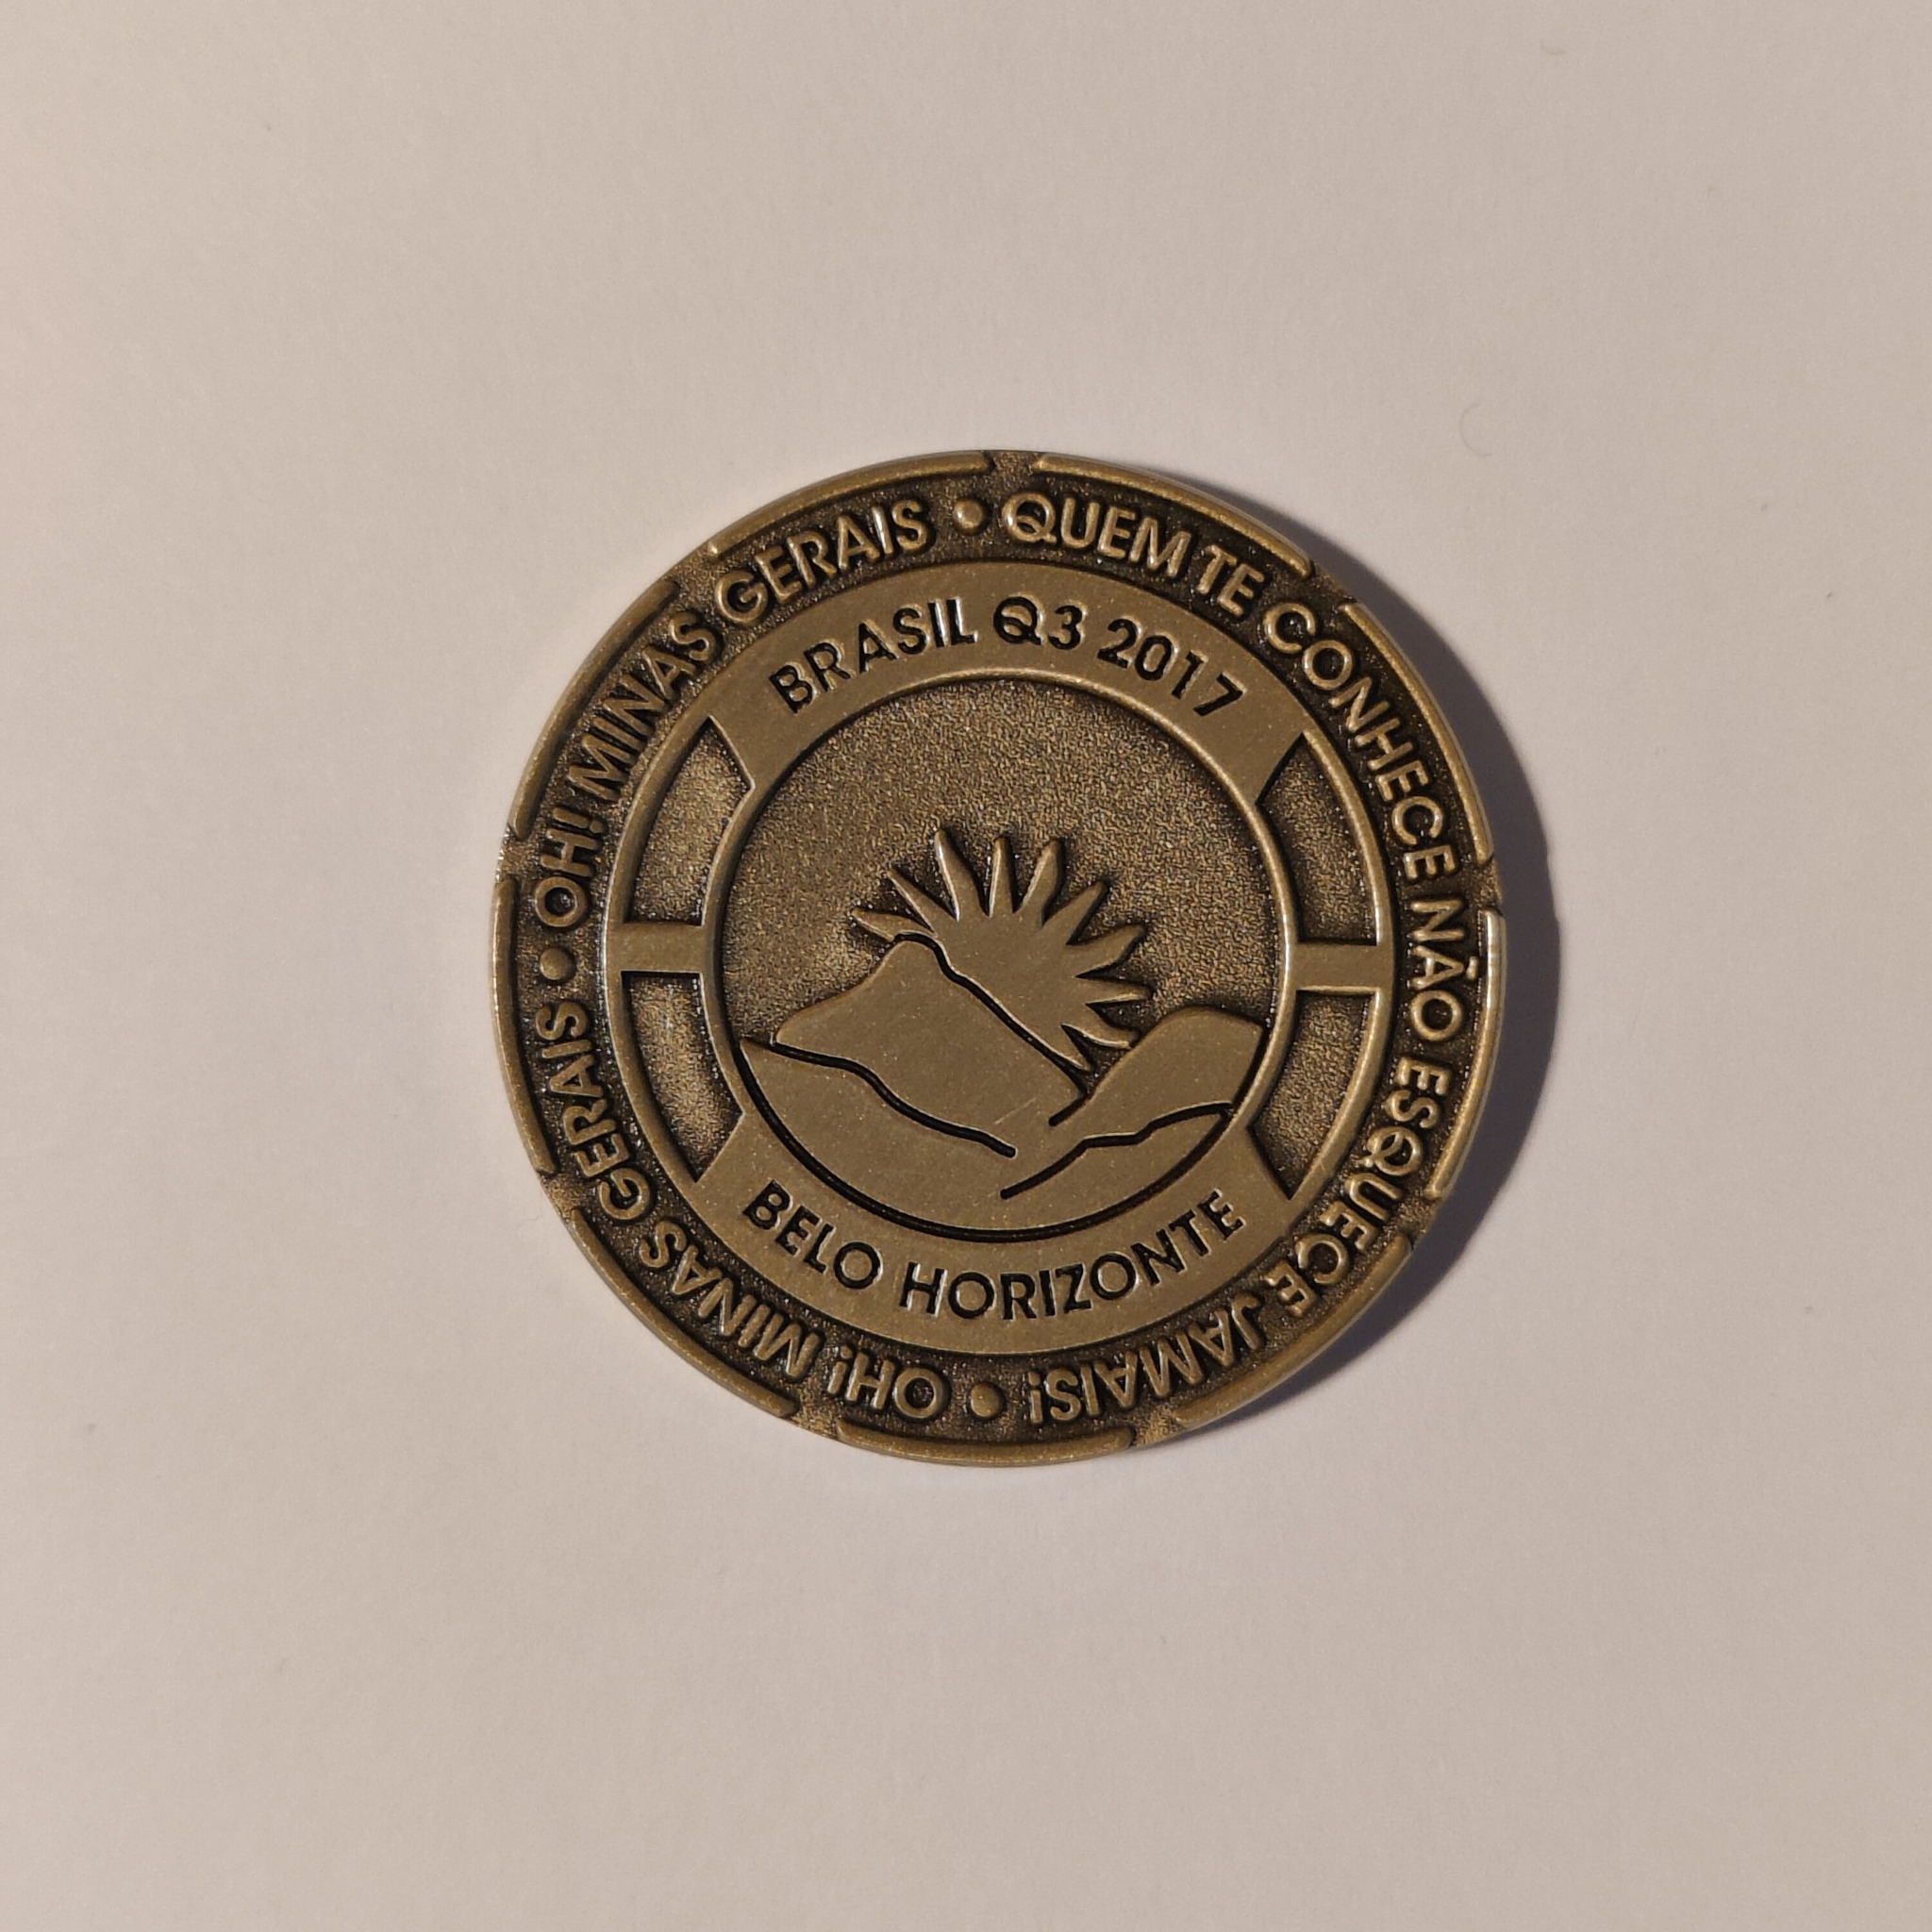 OH! MINAS GERAIS • QUEM TE CONHECE NÃO ESQUECE JAMAIS! • OH! MINAS GERAIS •
BRASIL Q3 2017
BELO HORIZONTE